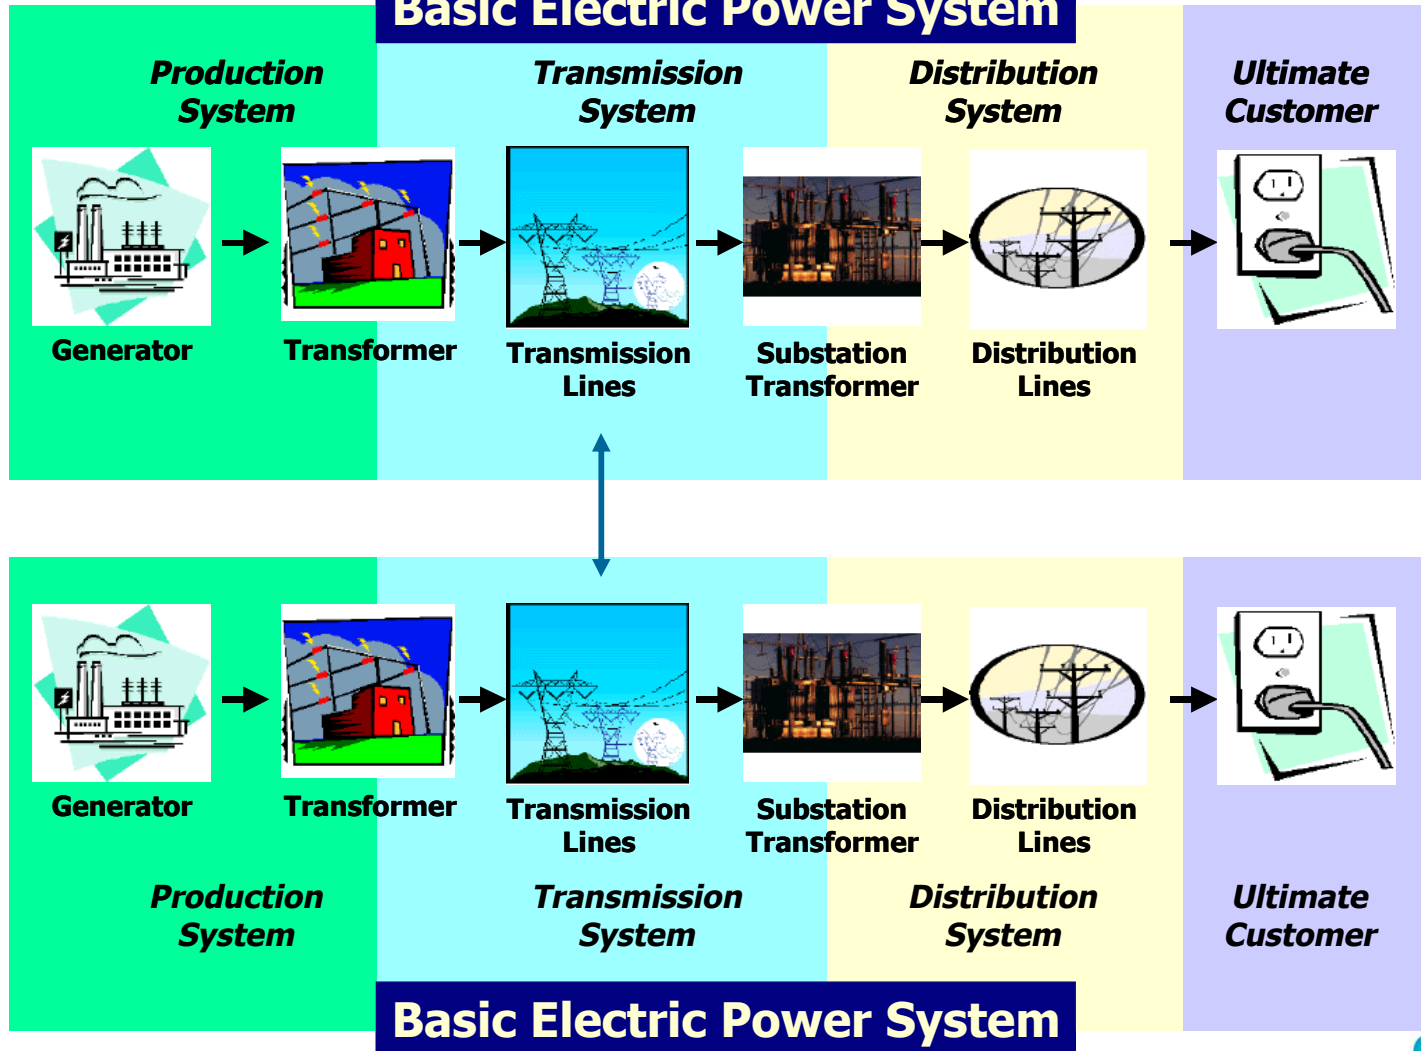 Basic Electric Power System
Production Transmission Distribution Ultimate
System System System Customer
Generator Transformer Transmission Substation Distribution
Lines Transformer Lines
Generator Transformer Transmission Substation Distribution
Lines Transformer Lines
Production Transmission Distribution Ultimate
System System System Customer
Basic Electric Power System